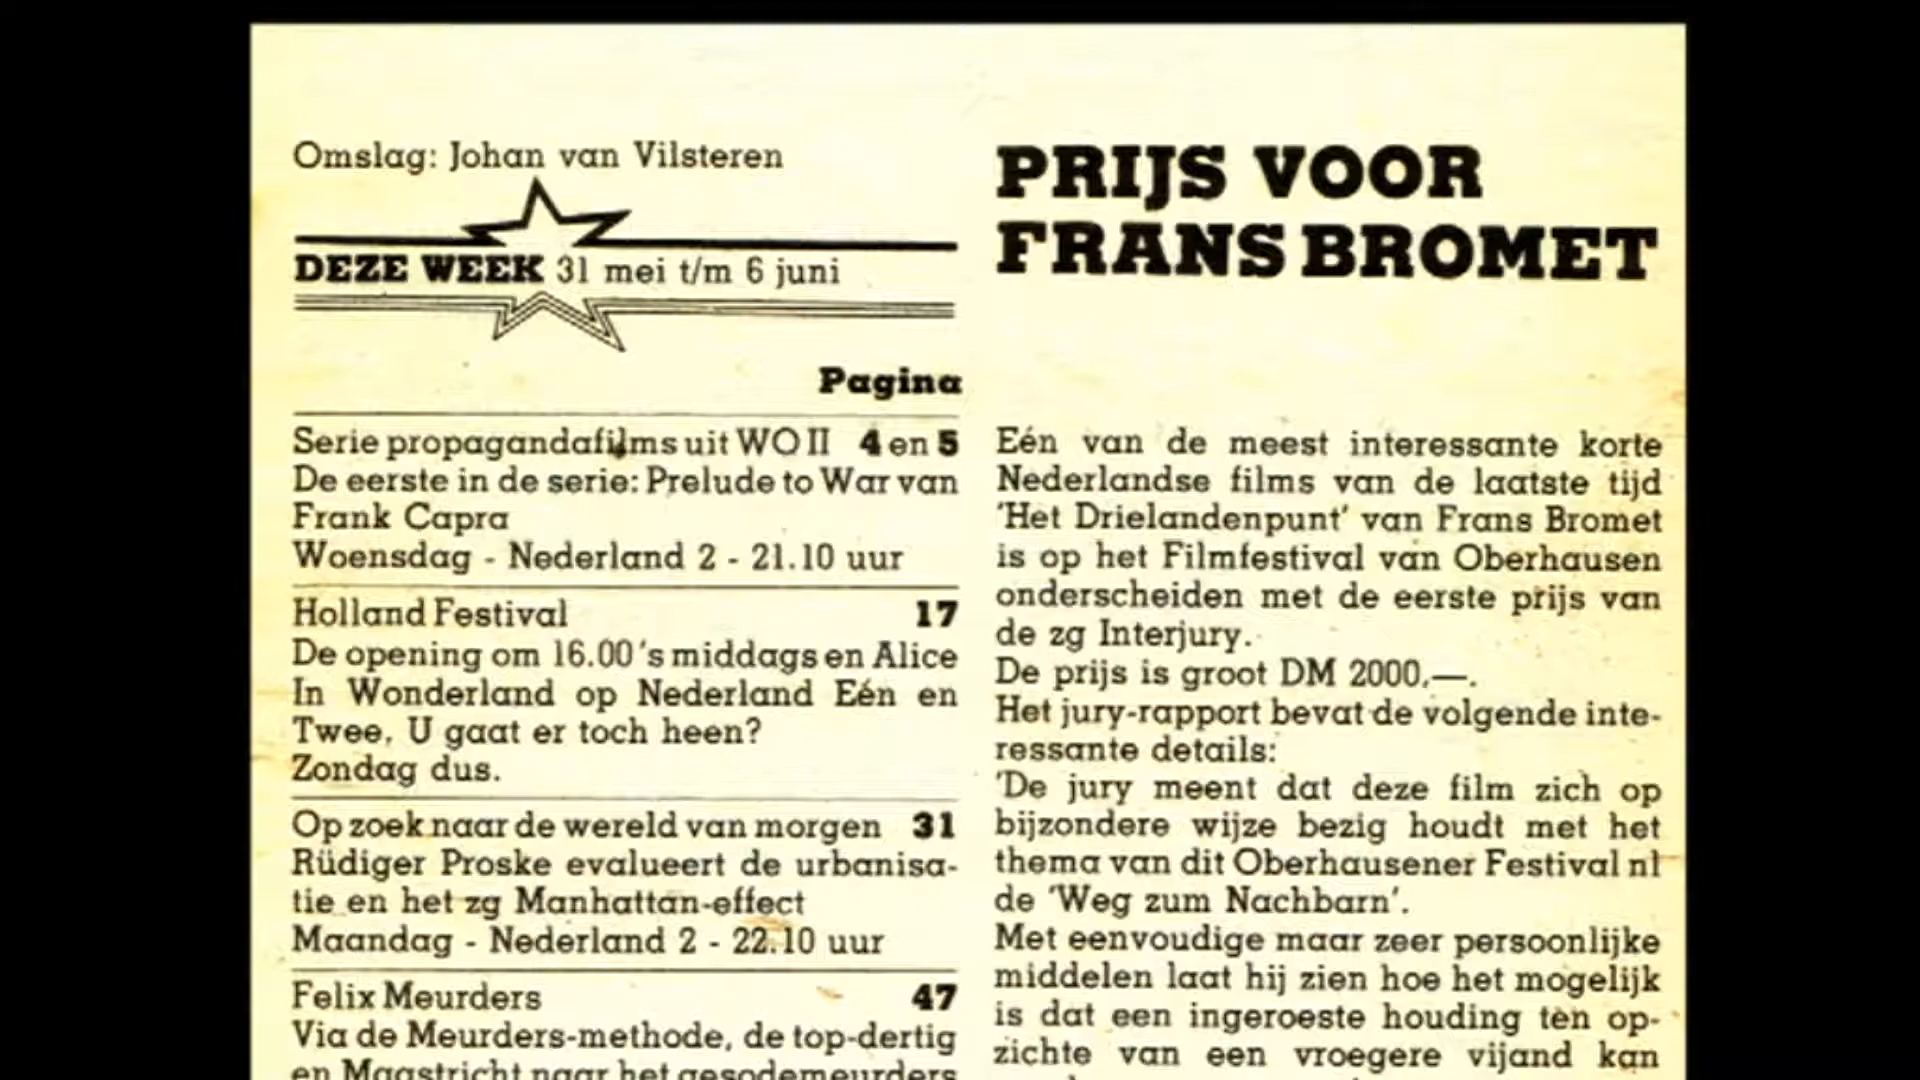 Omslag: Johan van Vilsteren
DEZE WEEK 31 mei t/m 6 juni
Pagina
Serie propagandafilms uit WO II 4 en 5
De eerste in de serie: Prelude to War van
Frank Capra
Woensdag - Nederland 2 - 21.10 uur
Holland Festival 17
De opening om 16.00 's middags en Alice
In Wonderland op Nederland Eén en
Twee. U gaat er toch heen?
Zondag dus.
Op zoek naar de wereld van morgen 31
Rüdiger Proske evalueert de urbanisa-
tie en het zg Manhattan-effect
Maandag - Nederland 2 - 22.10 uur
Felix Meurders 47
Via de Meurders-methode, de top-dertig
en Maastricht naar het gesodemeurders
PRIJS VOOR
FRANS BROMET
Eén van de meest interessante korte
Nederlandse films van de laatste tijd
'Het Drielandenpunt' van Frans Bromet
is op het Filmfestival van Oberhausen
onderscheiden met de eerste prijs van
de zg Interjury.
De prijs is groot DM 2000,—.
Het jury-rapport bevat de volgende inte-
ressante details:
'De jury meent dat deze film zich op
bijzondere wijze bezig houdt met het
thema van dit Oberhausener Festival nl
de 'Weg zum Nachbarn'.
Met eenvoudige maar zeer persoonlijke
middelen laat hij zien hoe het mogelijk
is dat een ingeroeste houding ten op-
zichte van een vroegere vijand kan